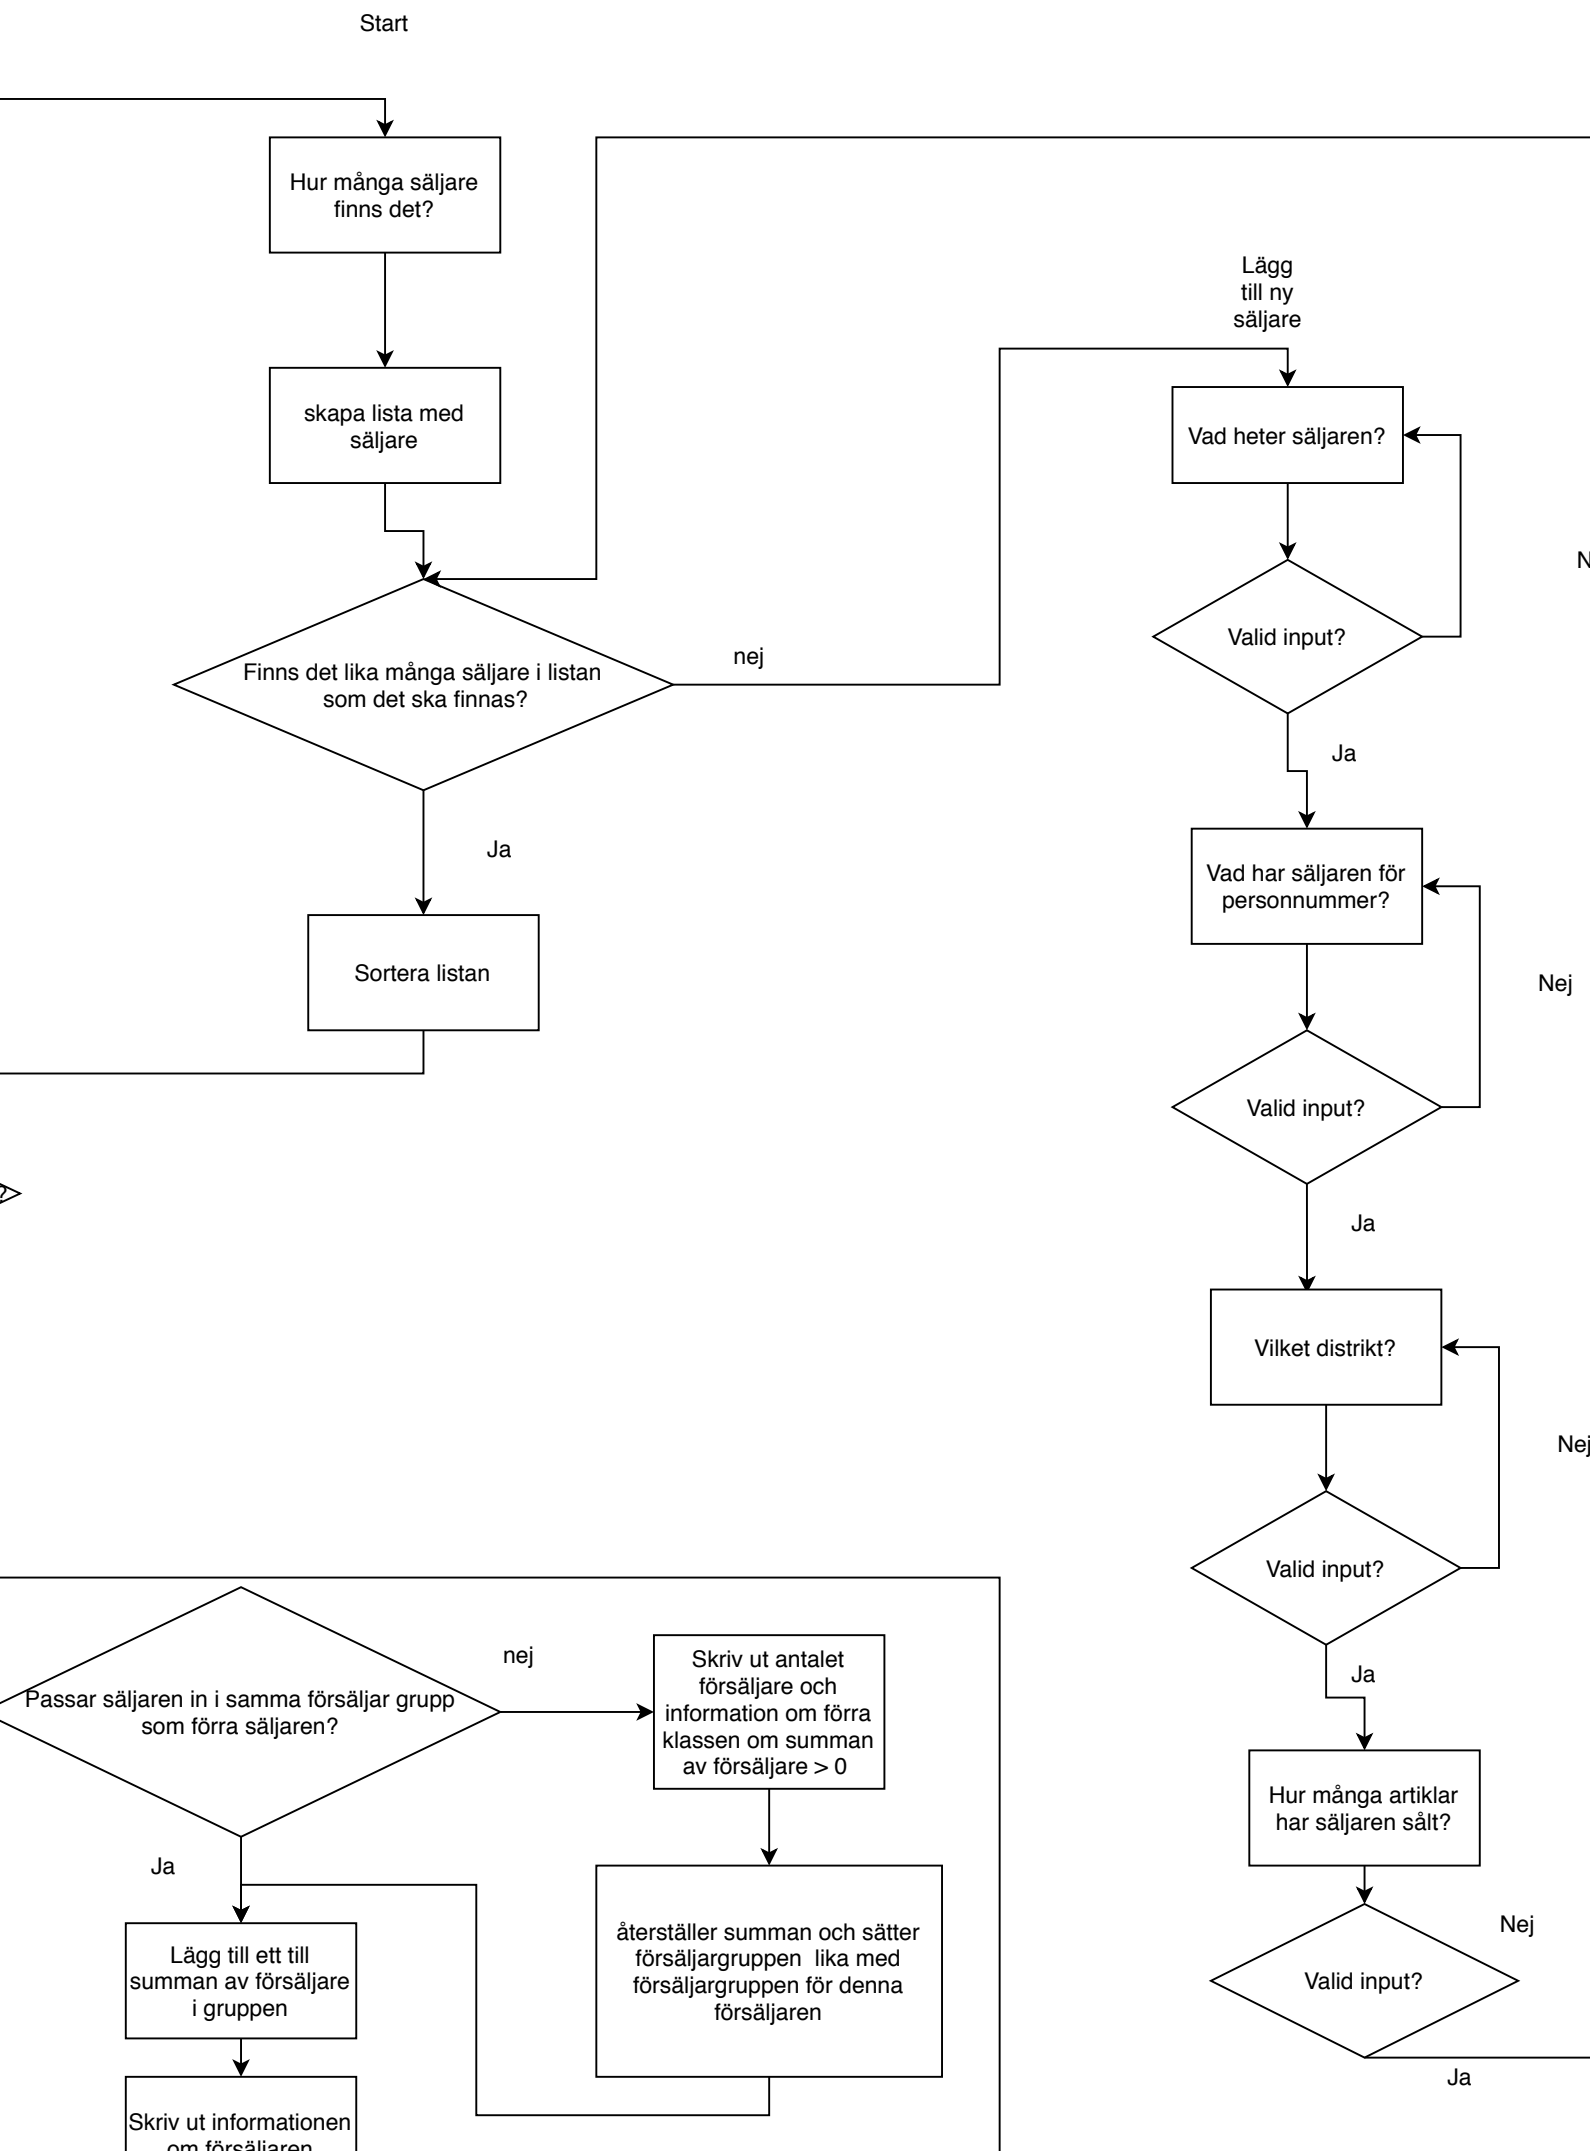 Start
Hur många säljare
finns det?
skapa lista med
säljare
Finns det lika många säljare i listan
som det ska finnas?
nej
Ja
Sortera listan
?
Lägg
till ny
säljare
Vad heter säljaren?
N
Valid input?
Ja
Vad har säljaren för
personnummer?
Nej
Valid input?
Ja
Vilket distrikt?
Nej
Valid input?
Ja
Hur många artiklar
har säljaren sålt?
Nej
Valid input?
Ja
Passar säljaren in i samma försäljar grupp
som förra säljaren?
nej
Skriv ut antalet
försäljare och
information om förra
klassen om summan
av försäljare > 0
återställer summan och sätter
försäljargruppen  lika med
försäljargruppen för denna
försäljaren
Ja
Lägg till ett till
summan av försäljare
i gruppen
Skriv ut informationen
om försäljaren